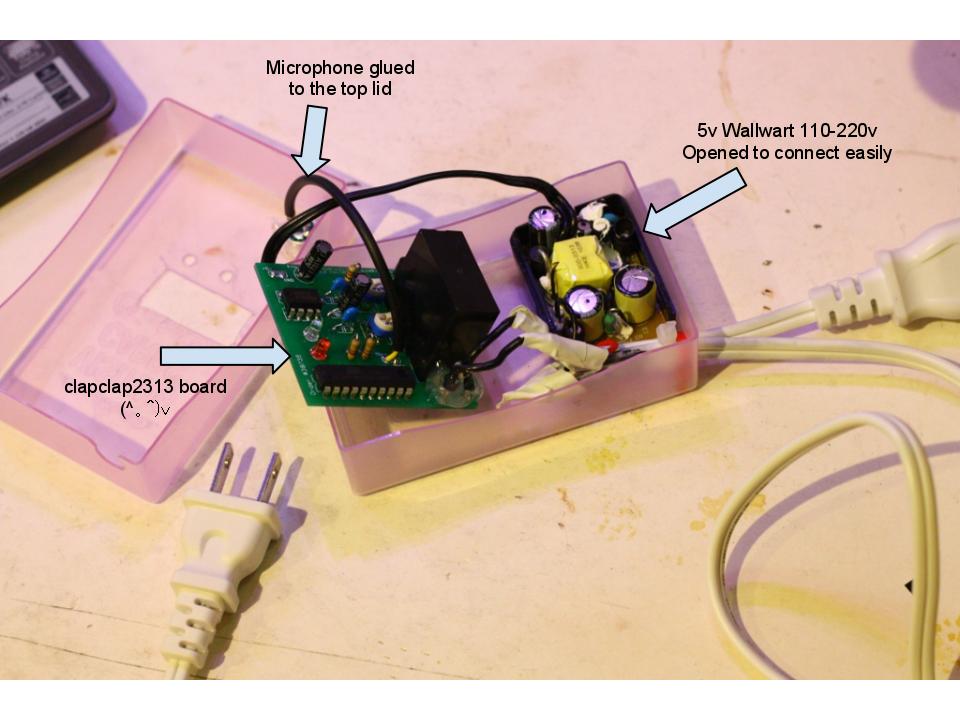 Microphone glued
to the top lid
5v Wallwart 110-220v
Opened to connect easily
clapclap2313 board
(^。^)v